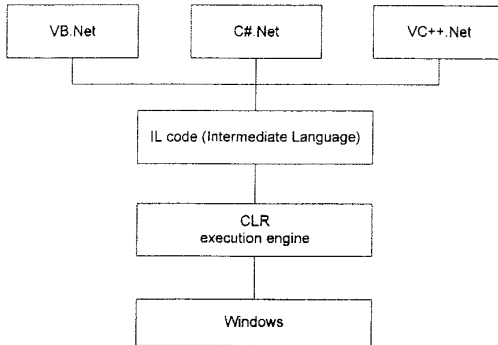 VB.Net
C#.Net
VC++.Net
IL code (Intermediate Language)
CLR
execution engine
Windows